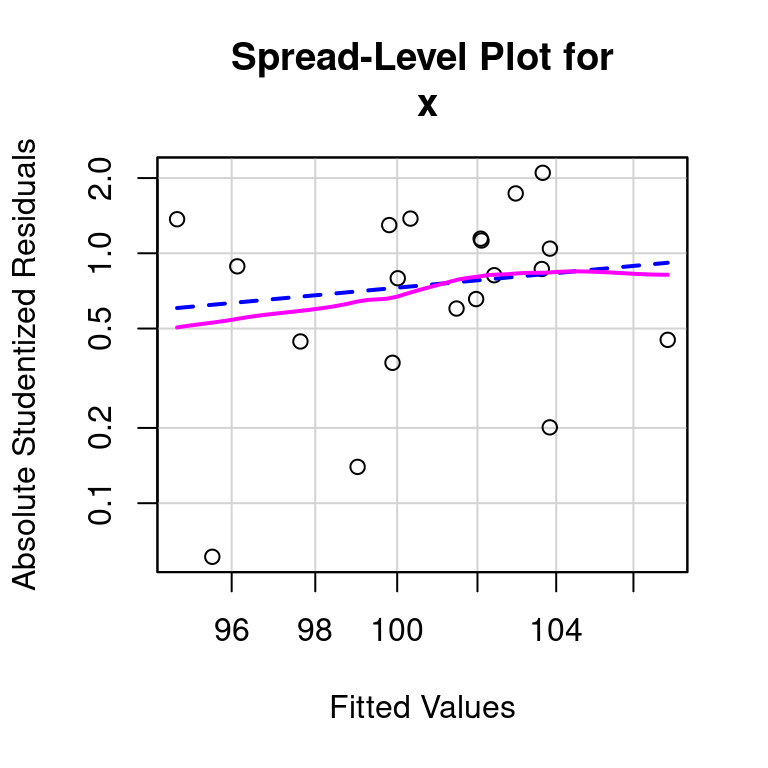 Spread-Level Plot for
x
Absolute Studentized Residuals
2.0
1.0
0.5
0.2
0.1
96 98 100 104
Fitted Values